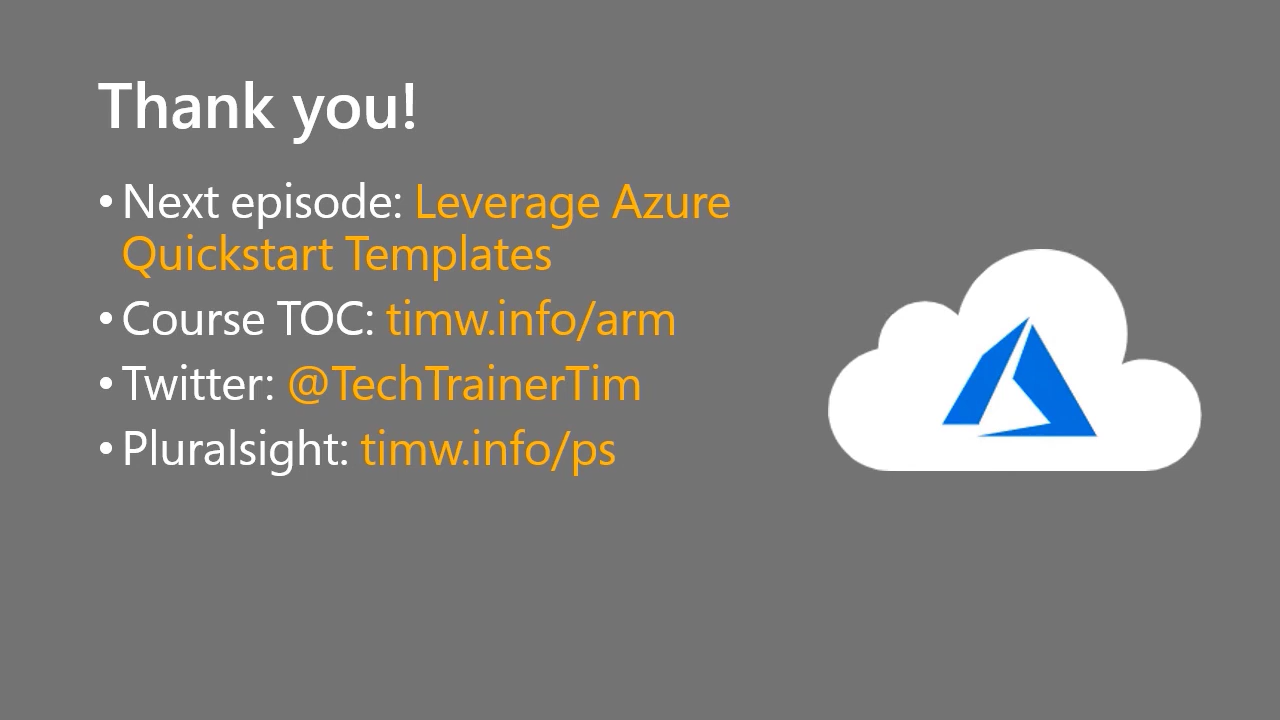 Thank you!
• Next episode: Leverage Azure
Quickstart Templates
• Course TOC: timw.info/arm
• Twitter: @TechTrainerTim
• Pluralsight: timw.info/ps